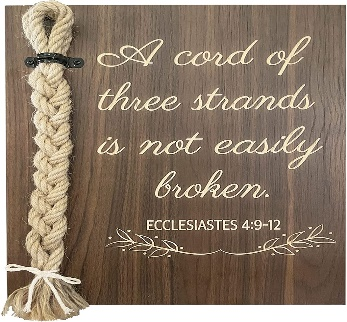 A cord of
three strands
is not easily
broken.
ECCLESIASTES 4:9-12